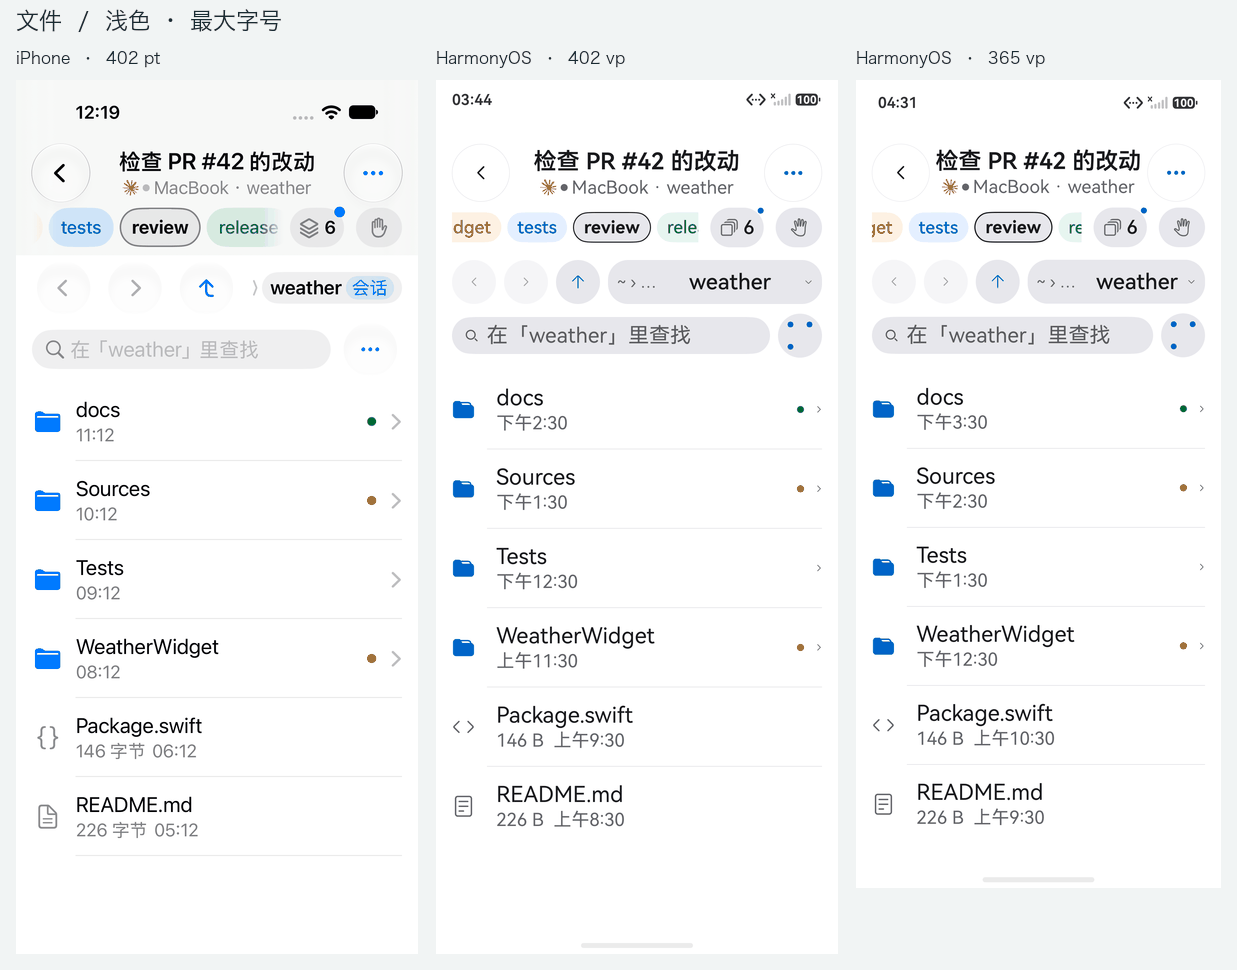 文件 / 浅色 · 最大字号
iPhone · 402 pt
12:19
检查 PR #42 的改动
MacBook · weather
tests
review
release
6
weather 会话
在「weather」里查找
docs
11:12
Sources
10:12
Tests
09:12
WeatherWidget
08:12
Package.swift
146 字节 06:12
README.md
226 字节 05:12
HarmonyOS · 402 vp
03:44
100
检查 PR #42 的改动
MacBook · weather
dget
tests
review
rele
6
~ › ... weather
在「weather」里查找
docs
下午2:30
Sources
下午1:30
Tests
下午12:30
WeatherWidget
上午11:30
Package.swift
146 B 上午9:30
README.md
226 B 上午8:30
HarmonyOS · 365 vp
04:31
100
检查 PR #42 的改动
MacBook · weather
get
tests
review
re
6
~ › ... weather
在「weather」里查找
docs
下午3:30
Sources
下午2:30
Tests
下午1:30
WeatherWidget
下午12:30
Package.swift
146 B 上午10:30
README.md
226 B 上午9:30